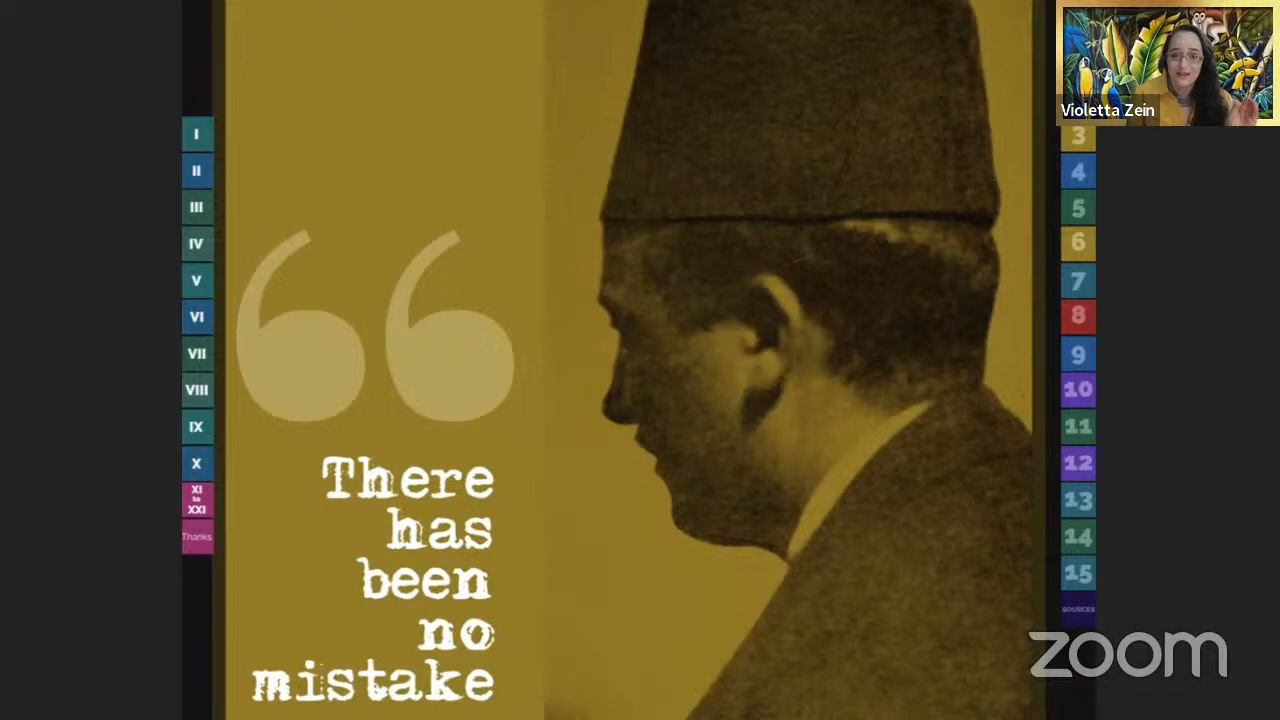 I
II
III
IV
V
VI
VII
VIII
IX
X
XI
to
XXI
Thanks
There
has
been
no
mistake
Violetta Zein
3
4
5
6
7
8
9
10
11
12
13
14
15
SOURCES
zoom